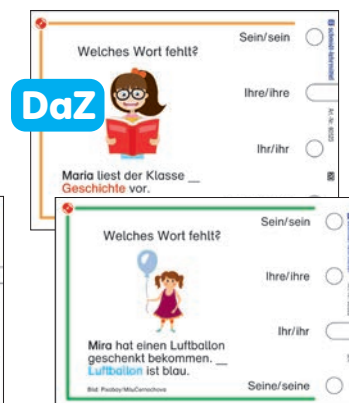 Welches Wort fehlt?
Sein/sein
Ihre/ihre
Ihr/ihr
DaZ
Maria liest der Klasse __
Geschichte vor.
Welches Wort fehlt?
Sein/sein
Ihre/ihre
Ihr/ihr
Seine/seine
Mira hat einen Luftballon
geschenkt bekommen. __
Luftballon ist blau.